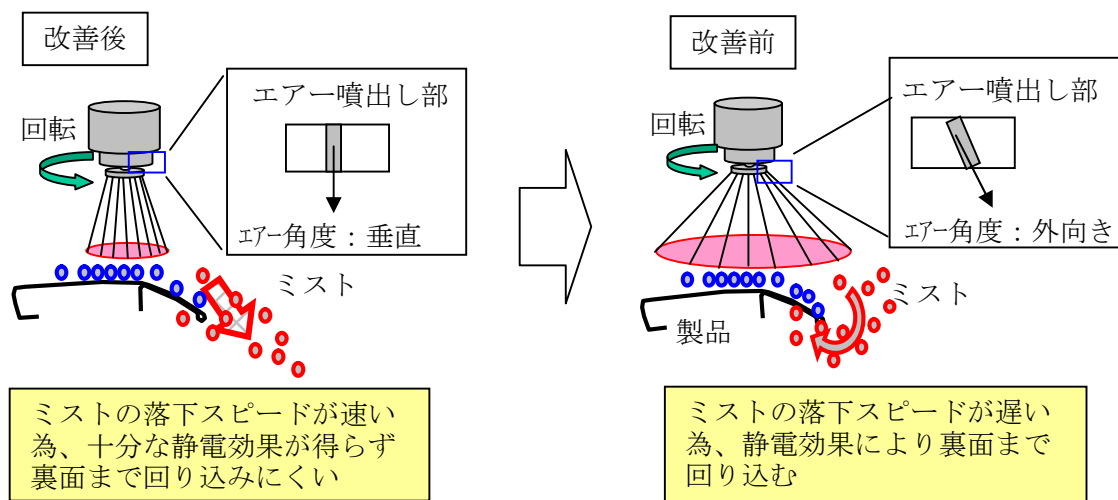 改善後
エアー噴出し部
回転
エアー角度：垂直
ミスト
ミストの落下スピードが速い
為、十分な静電効果が得らず
裏面まで回り込みにくい
改善前
エアー噴出し部
回転
エアー角度：外向き
ミスト
製品
ミストの落下スピードが遅い
為、静電効果により裏面まで
回り込む